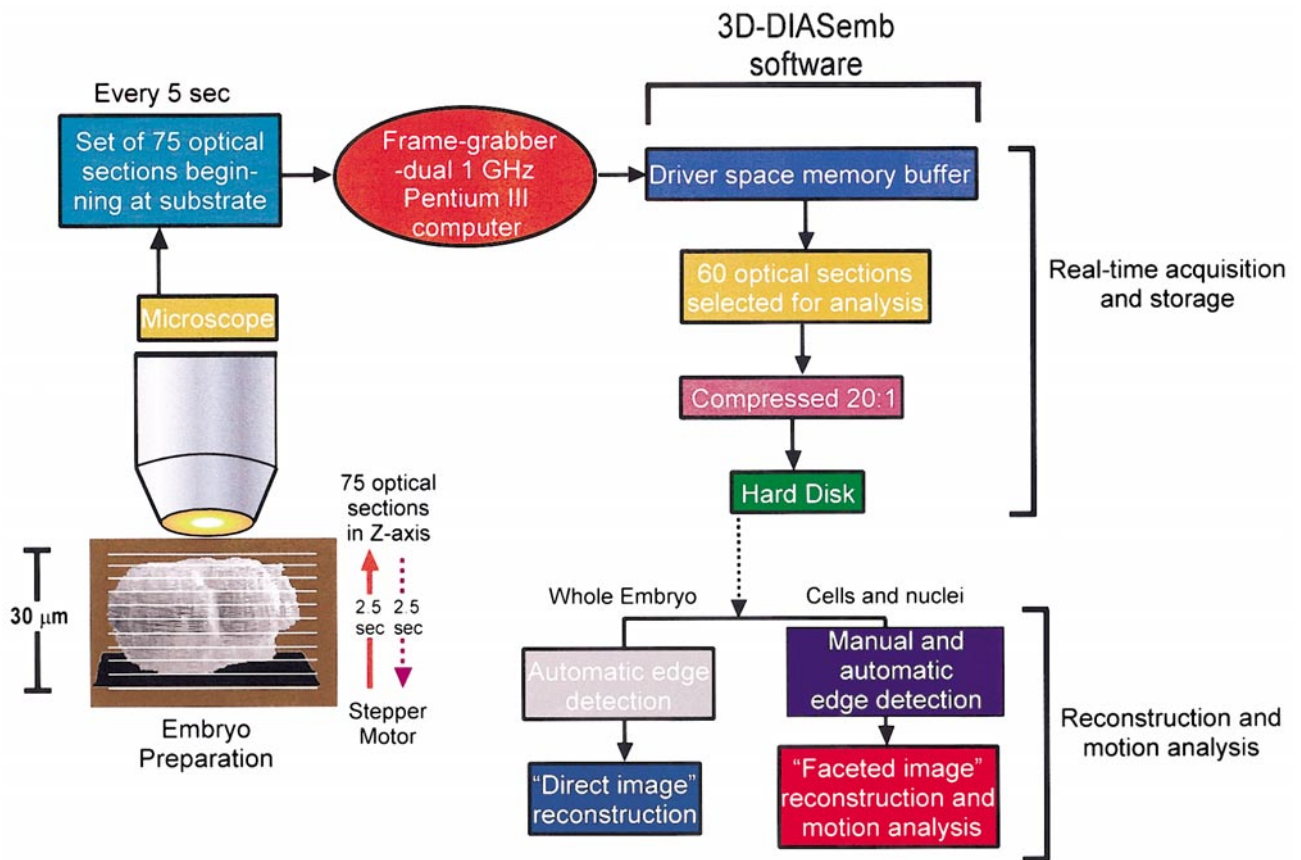 3D-DIASemb
software
Every 5 sec
Set of 75 optical
sections begin-
ning at substrate
Frame-grabber
-dual 1 GHz
Pentium III
computer
Driver space memory buffer
60 optical sections
selected for analysis
Compressed 20:1
Hard Disk
Real-time acquisition
and storage
Microscope
75 optical
sections
in Z-axis
30 μm
2.5
sec
2.5
sec
Stepper
Motor
Embryo
Preparation
Whole Embryo
Cells and nuclei
Automatic edge
detection
Manual and
automatic
edge detection
"Direct image"
reconstruction
"Faceted image"
reconstruction and
motion analysis
Reconstruction and
motion analysis